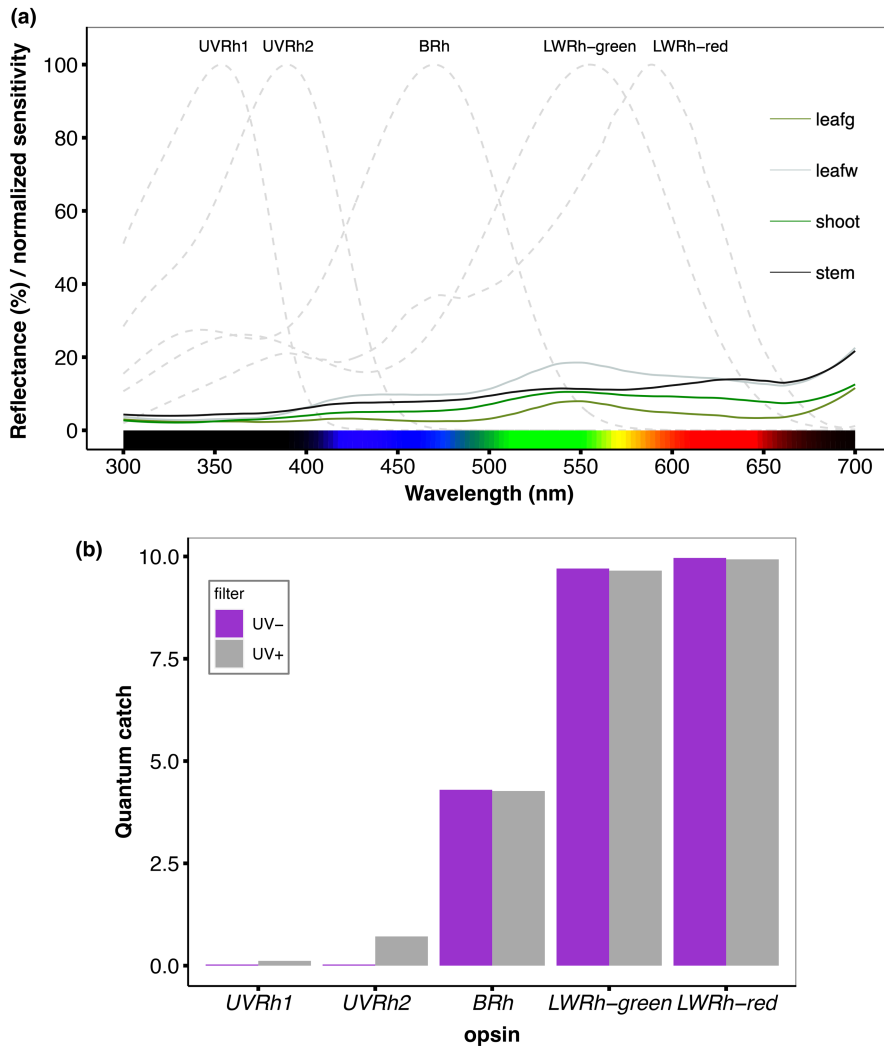 (a)
UVRh1 UVRh2 BRh LWRh−green LWRh−red
100
80
60
40
20
0
Reflectance (%) / normalized sensitivity
leafg
leafw
shoot
stem
300 350 400 450 500 550 600 650 700
Wavelength (nm)
(b)
10.0
7.5
5.0
2.5
0.0
Quantum catch
filter
UV−
UV+
UVRh1 UVRh2 BRh LWRh−green LWRh−red
opsin